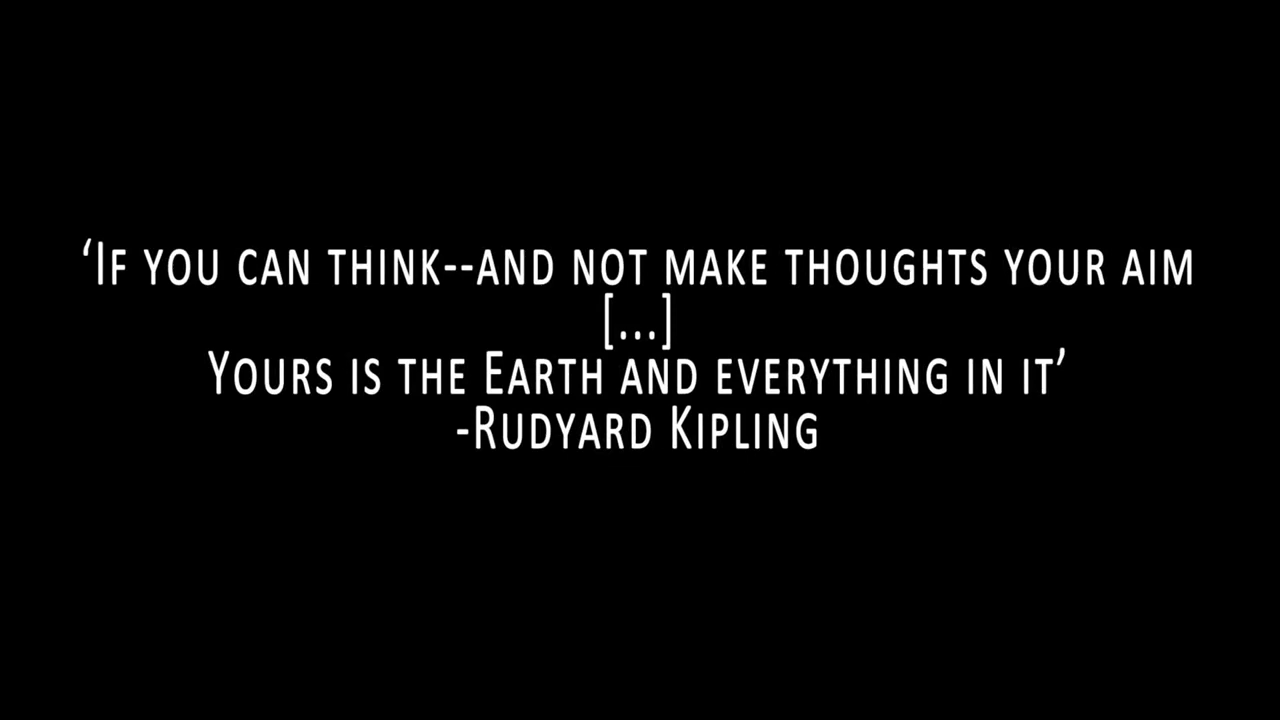 ‘If you can think--and not make thoughts your aim
[...]
Yours is the Earth and everything in it’
-Rudyard Kipling